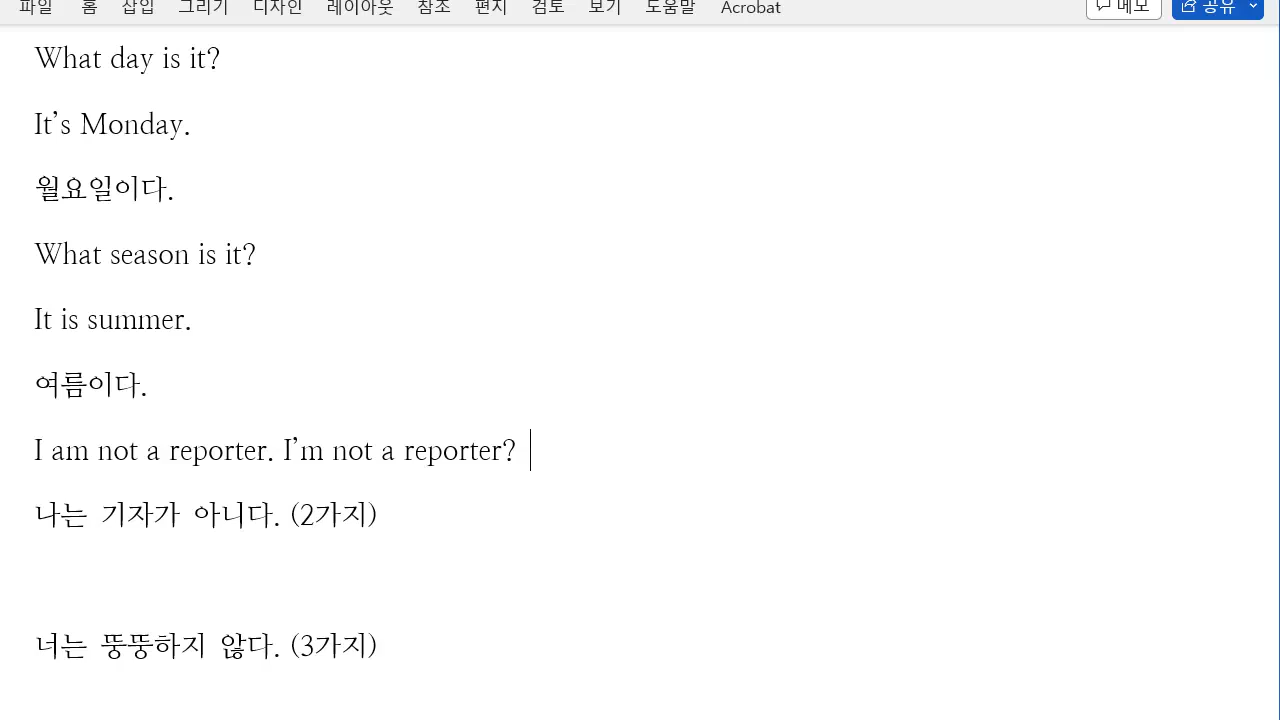 파일 홈 삽입 그리기 디자인 레이아웃 참조 편지 검토 보기 도움말 Acrobat 메모 공유
What day is it?
It’s Monday.
월요일이다.
What season is it?
It is summer.
여름이다.
I am not a reporter. I’m not a reporter?
나는 기자가 아니다. (2가지)
너는 뚱뚱하지 않다. (3가지)